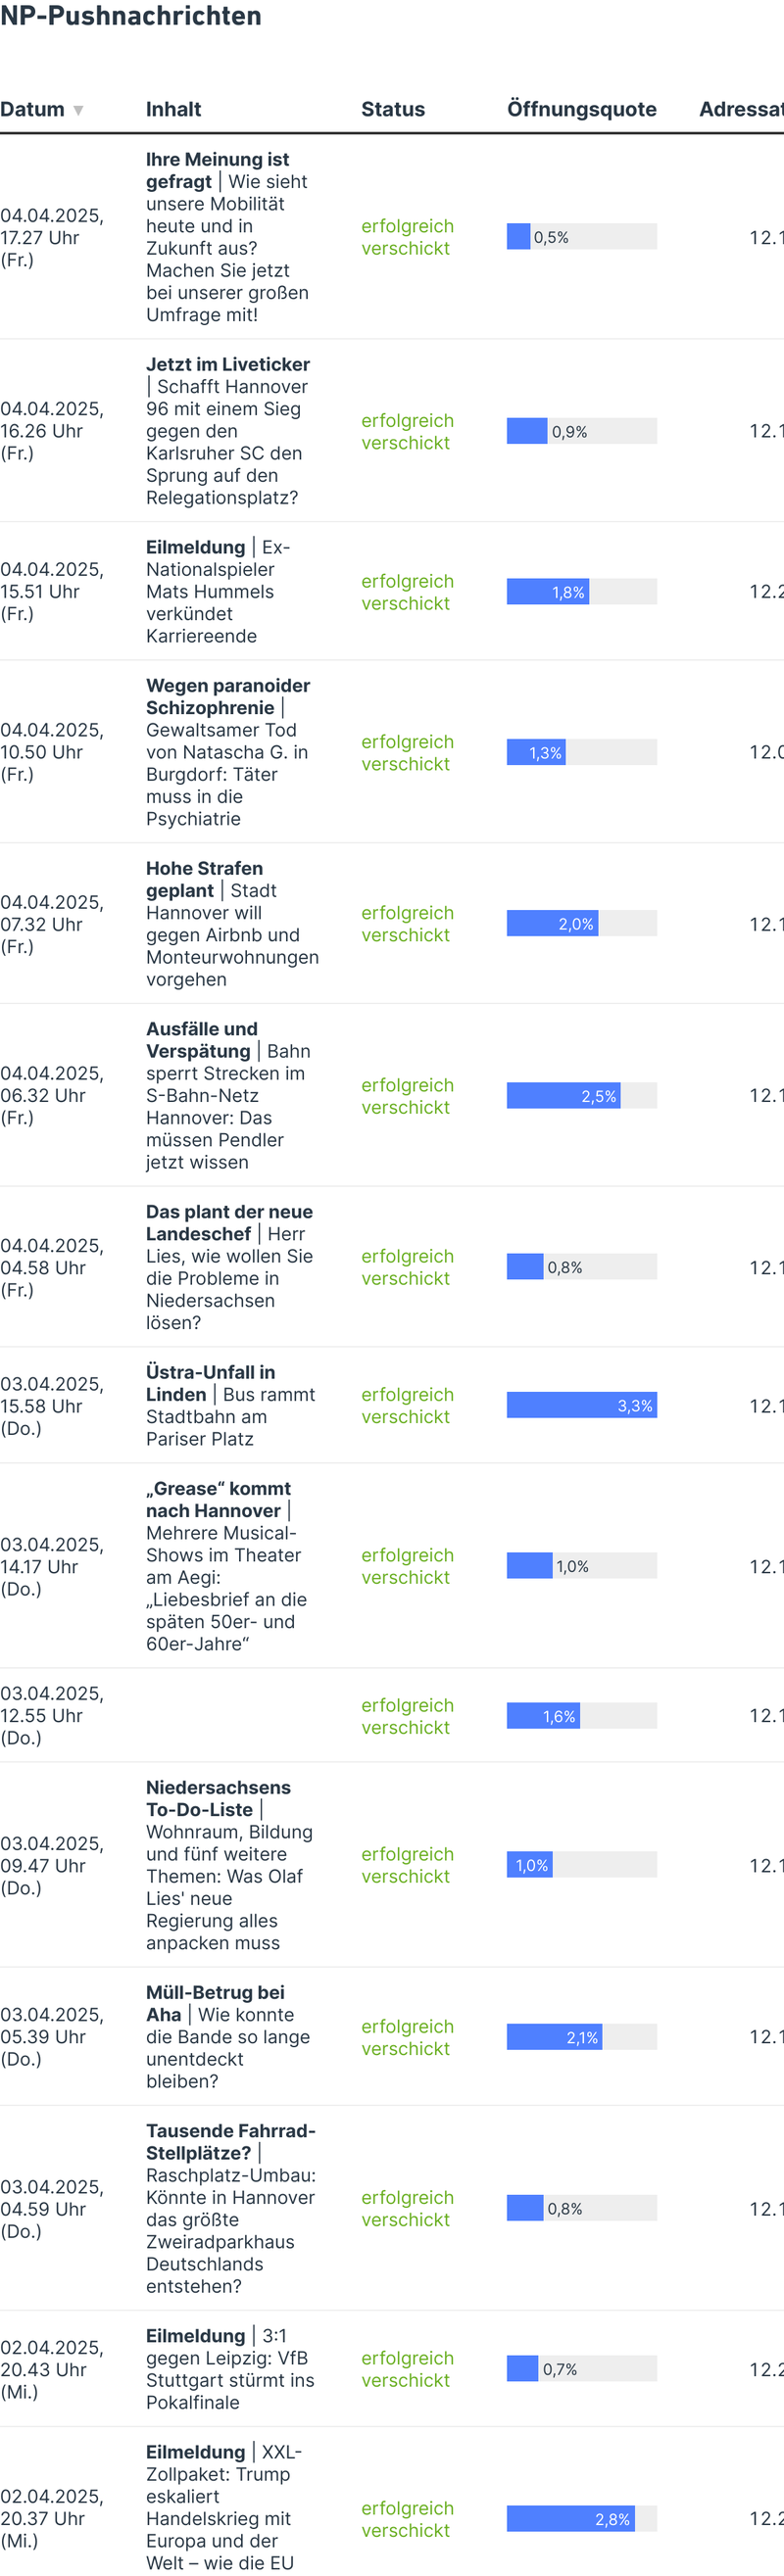 NP-Pushnachrichten
Datum ▼ Inhalt Status Öffnungsquote Adressat
Ihre Meinung ist
gefragt | Wie sieht
unsere Mobilität
heute und in
Zukunft aus?
Machen Sie jetzt
bei unserer großen
Umfrage mit!
04.04.2025,
17.27 Uhr
(Fr.)
erfolgreich
verschickt
0,5%
12.1
Jetzt im Liveticker
| Schafft Hannover
96 mit einem Sieg
gegen den
Karlsruher SC den
Sprung auf den
Relegationsplatz?
04.04.2025,
16.26 Uhr
(Fr.)
erfolgreich
verschickt
0,9%
12.1
Eilmeldung | Ex-
Nationalspieler
Mats Hummels
verkündet
Karriereende
04.04.2025,
15.51 Uhr
(Fr.)
erfolgreich
verschickt
1,8%
12.2
Wegen paranoider
Schizophrenie |
Gewaltsamer Tod
von Natascha G. in
Burgdorf: Täter
muss in die
Psychiatrie
04.04.2025,
10.50 Uhr
(Fr.)
erfolgreich
verschickt
1,3%
12.0
Hohe Strafen
geplant | Stadt
Hannover will
gegen Airbnb und
Monteurwohnungen
vorgehen
04.04.2025,
07.32 Uhr
(Fr.)
erfolgreich
verschickt
2,0%
12.1
Ausfälle und
Verspätung | Bahn
sperrt Strecken im
S-Bahn-Netz
Hannover: Das
müssen Pendler
jetzt wissen
04.04.2025,
06.32 Uhr
(Fr.)
erfolgreich
verschickt
2,5%
12.1
Das plant der neue
Landeschef | Herr
Lies, wie wollen Sie
die Probleme in
Niedersachsen
lösen?
04.04.2025,
04.58 Uhr
(Fr.)
erfolgreich
verschickt
0,8%
12.1
Üstra-Unfall in
Linden | Bus rammt
Stadtbahn am
Pariser Platz
03.04.2025,
15.58 Uhr
(Do.)
erfolgreich
verschickt
3,3%
12.1
„Grease“ kommt
nach Hannover |
Mehrere Musical-
Shows im Theater
am Aegi:
„Liebesbrief an die
späten 50er- und
60er-Jahre“
03.04.2025,
14.17 Uhr
(Do.)
erfolgreich
verschickt
1,0%
12.1
03.04.2025,
12.55 Uhr
(Do.)
erfolgreich
verschickt
1,6%
12.1
Niedersachsens
To-Do-Liste |
Wohnraum, Bildung
und fünf weitere
Themen: Was Olaf
Lies' neue
Regierung alles
anpacken muss
03.04.2025,
09.47 Uhr
(Do.)
erfolgreich
verschickt
1,0%
12.1
Müll-Betrug bei
Aha | Wie konnte
die Bande so lange
unentdeckt
bleiben?
03.04.2025,
05.39 Uhr
(Do.)
erfolgreich
verschickt
2,1%
12.1
Tausende Fahrrad-
Stellplätze? |
Raschplatz-Umbau:
Könnte in Hannover
das größte
Zweiradparkhaus
Deutschlands
entstehen?
03.04.2025,
04.59 Uhr
(Do.)
erfolgreich
verschickt
0,8%
12.1
Eilmeldung | 3:1
gegen Leipzig: VfB
Stuttgart stürmt ins
Pokalfinale
02.04.2025,
20.43 Uhr
(Mi.)
erfolgreich
verschickt
0,7%
12.2
Eilmeldung | XXL-
Zollpaket: Trump
eskaliert
Handelskrieg mit
Europa und der
Welt – wie die EU
02.04.2025,
20.37 Uhr
(Mi.)
erfolgreich
verschickt
2,8%
12.2